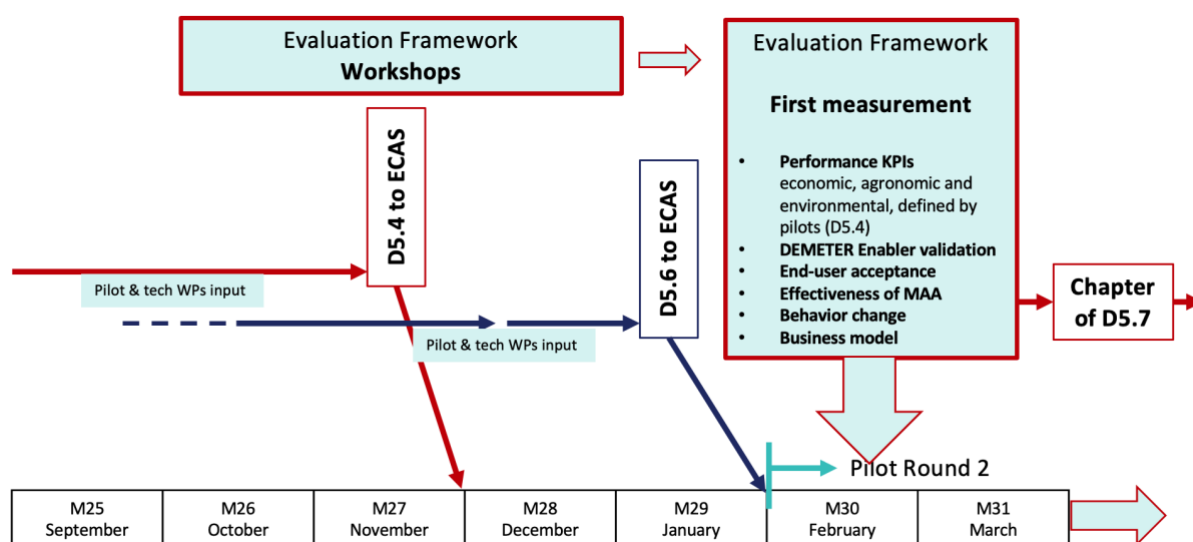 Evaluation Framework
Workshops
Evaluation Framework
First measurement
• Performance KPIs
economic, agronomic and
environmental, defined by
pilots (D5.4)
• DEMETER Enabler validation
• End-user acceptance
• Effectiveness of MAA
• Behavior change
• Business model
D5.4 to ECAS
D5.6 to ECAS
Pilot & tech WPs input
Pilot & tech WPs input
Chapter
of D5.7
Pilot Round 2
M25
September
M26
October
M27
November
M28
December
M29
January
M30
February
M31
March